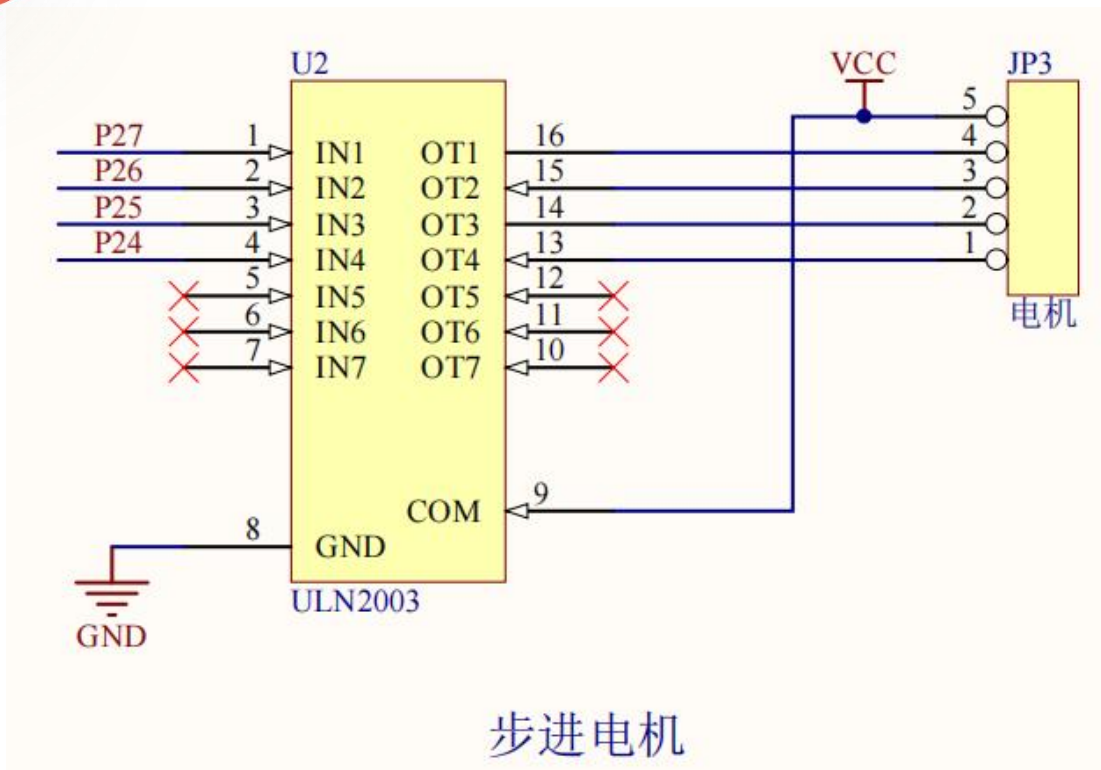 U2
VCC
JP3
P27 1 IN1 OT1 16 5
P26 2 IN2 OT2 15 4
P25 3 IN3 OT3 14 3
P24 4 IN4 OT4 13 2
5 IN5 OT5 12 1
6 IN6 OT6 11
7 IN7 OT7 10
电机
COM 9
8 GND
ULN2003
GND
步进电机